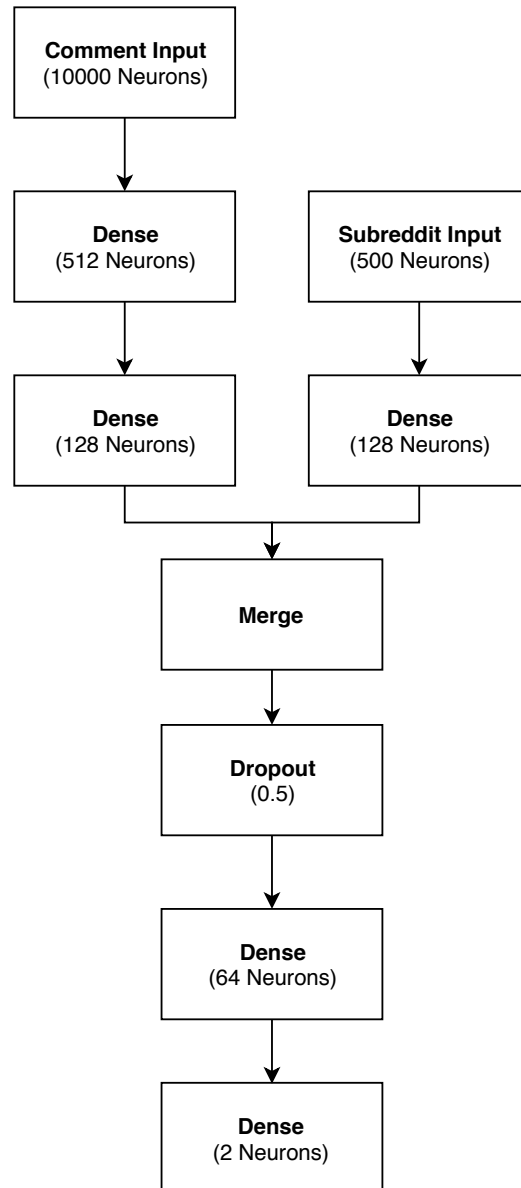 Comment Input
(10000 Neurons)
Dense
(512 Neurons)
Subreddit Input
(500 Neurons)
Dense
(128 Neurons)
Dense
(128 Neurons)
Merge
Dropout
(0.5)
Dense
(64 Neurons)
Dense
(2 Neurons)